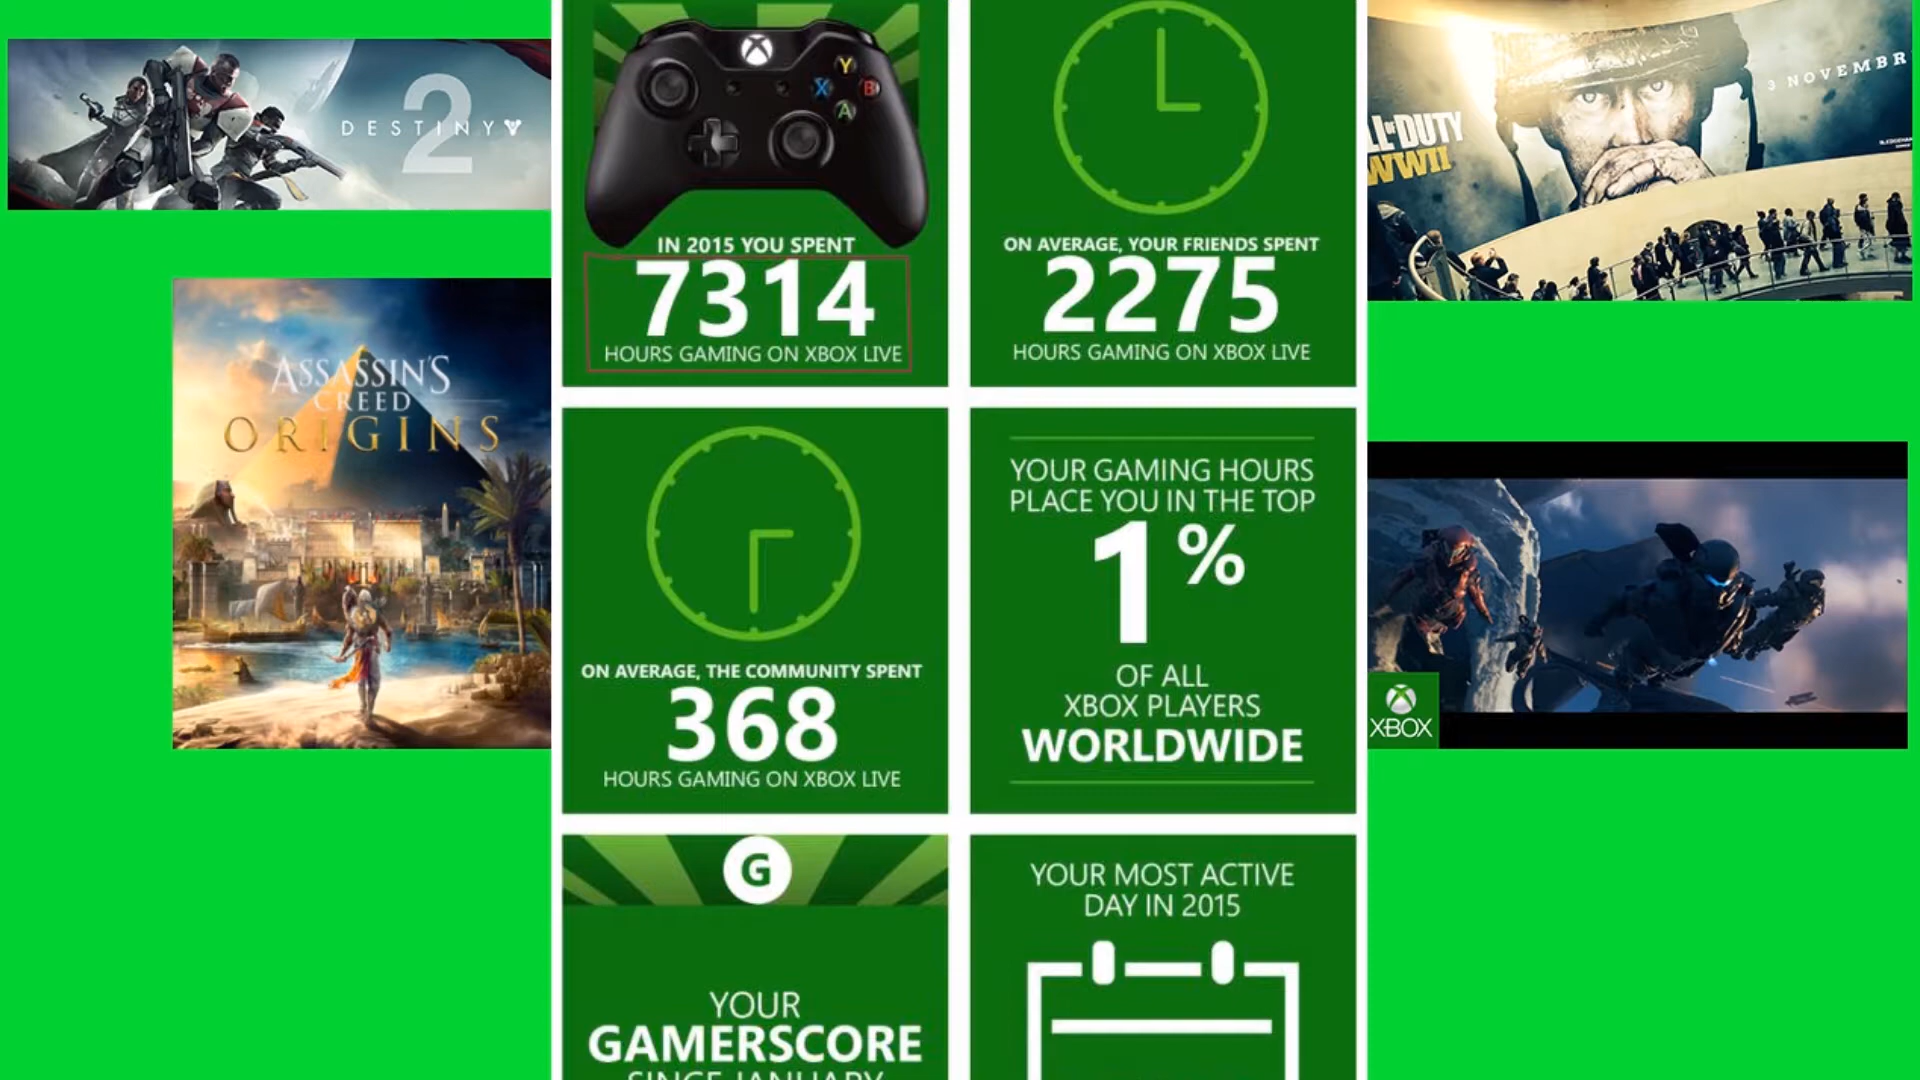 DESTINY 2
ASSASSIN'S
CREED
ORIGINS
Y
X
B
A
IN 2015 YOU SPENT
7314
HOURS GAMING ON XBOX LIVE
ON AVERAGE, YOUR FRIENDS SPENT
2275
HOURS GAMING ON XBOX LIVE
ON AVERAGE, THE COMMUNITY SPENT
368
HOURS GAMING ON XBOX LIVE
YOUR GAMING HOURS
PLACE YOU IN THE TOP
1%
OF ALL
XBOX PLAYERS
WORLDWIDE
G
YOUR
GAMERSCORE
SINCE JANUARY
YOUR MOST ACTIVE
DAY IN 2015
3 NOVEMBR
LL OF DUTY
WWII
XBOX